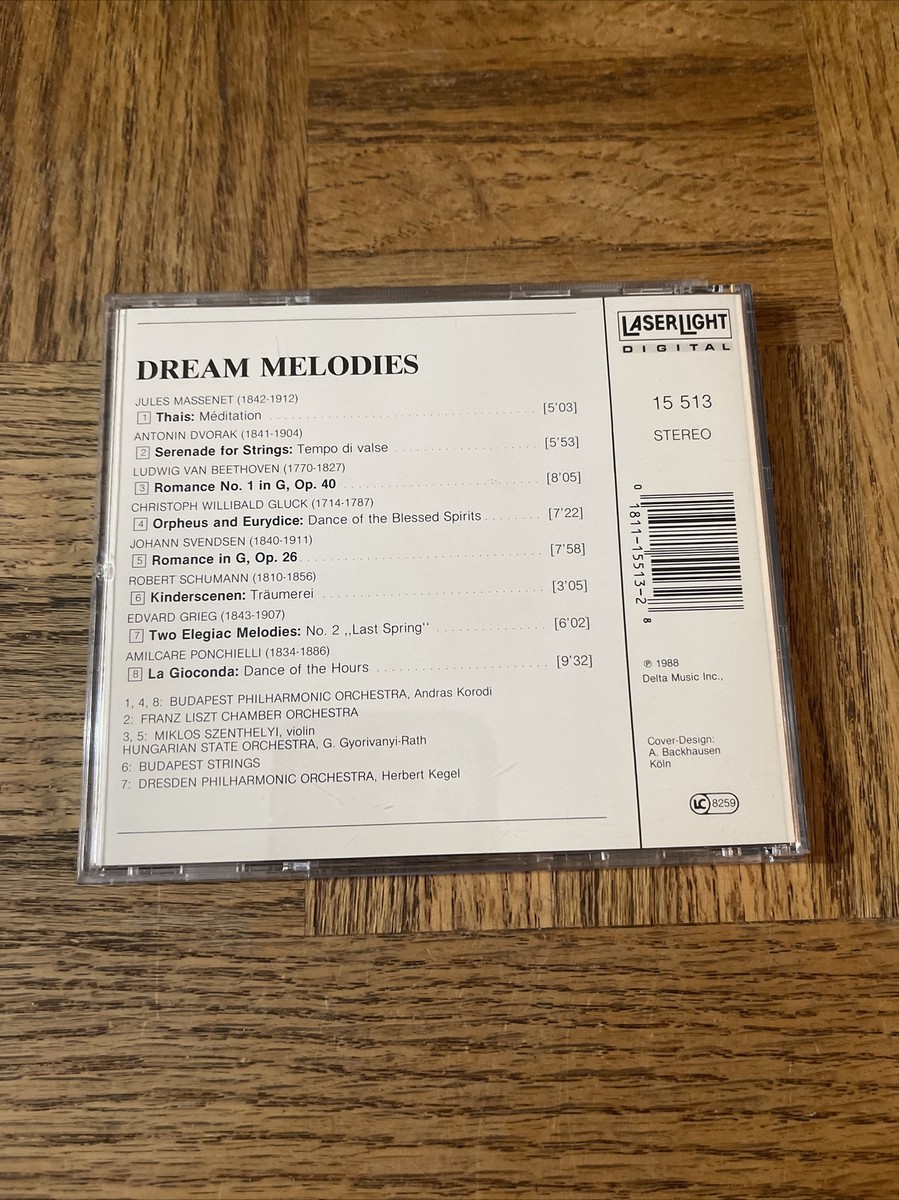 DREAM MELODIES
JULES MASSENET (1842-1912)
1 Thais: Méditation [5'03]
ANTONIN DVORAK (1841-1904)
2 Serenade for Strings: Tempo di valse [5'53]
LUDWIG VAN BEETHOVEN (1770-1827)
3 Romance No. 1 in G, Op. 40 [8'05]
CHRISTOPH WILLIBALD GLUCK (1714-1787)
4 Orpheus and Eurydice: Dance of the Blessed Spirits [7'22]
JOHANN SVENDSEN (1840-1911)
5 Romance in G, Op. 26 [7'58]
ROBERT SCHUMANN (1810-1856)
6 Kinderscenen: Träumerei [3'05]
EDVARD GRIEG (1843-1907)
7 Two Elegiac Melodies: No. 2 ,,Last Spring'' [6'02]
AMILCARE PONCHIELLI (1834-1886)
8 La Gioconda: Dance of the Hours [9'32]
1, 4, 8: BUDAPEST PHILHARMONIC ORCHESTRA, Andras Korodi
2: FRANZ LISZT CHAMBER ORCHESTRA
3, 5: MIKLOS SZENTHELYI, violin
HUNGARIAN STATE ORCHESTRA, G. Gyorivanyi-Rath
6: BUDAPEST STRINGS
7: DRESDEN PHILHARMONIC ORCHESTRA, Herbert Kegel
LASERLIGHT
DIGITAL
15 513
STEREO
0 1811-15513-2 8
℗ 1988
Delta Music Inc.,
Cover-Design:
A. Backhausen
Köln
LC 8259